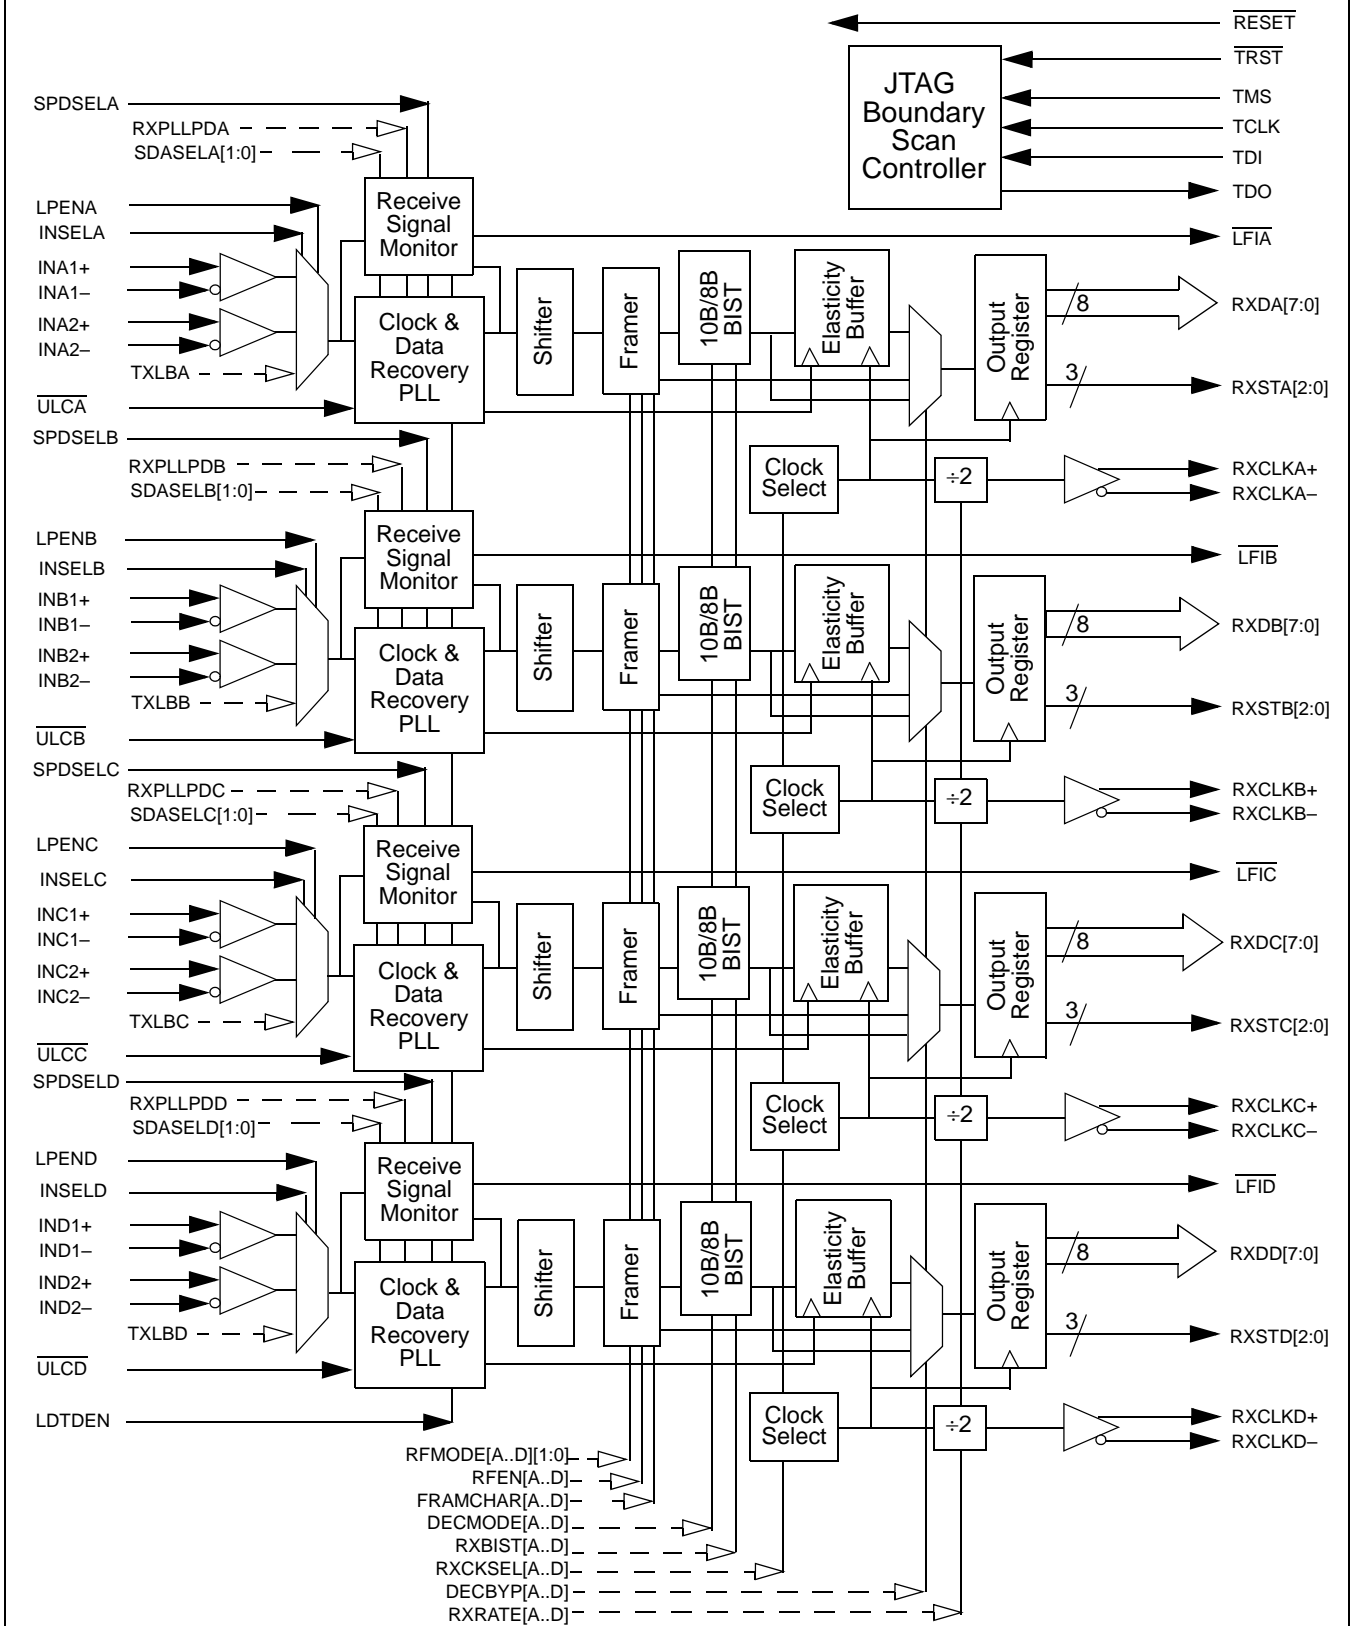 RESET
TRST
TMS
TCLK
TDI
TDO
JTAG
Boundary
Scan
Controller
SPDSELA
RXPLLPDA
SDASELA[1:0]
LPENA
INSELA
INA1+
INA1–
INA2+
INA2–
TXLBA
ULCA
Receive
Signal
Monitor
Clock &
Data
Recovery
PLL
Shifter
Framer
10B/8B
BIST
Elasticity
Buffer
Output
Register
Clock
Select
÷2
8
3
LFIA
RXDA[7:0]
RXSTA[2:0]
RXCLKA+
RXCLKA–
SPDSELB
RXPLLPDB
SDASELB[1:0]
LPENB
INSELB
INB1+
INB1–
INB2+
INB2–
TXLBB
ULCB
Receive
Signal
Monitor
Clock &
Data
Recovery
PLL
Shifter
Framer
10B/8B
BIST
Elasticity
Buffer
Output
Register
Clock
Select
÷2
8
3
LFIB
RXDB[7:0]
RXSTB[2:0]
RXCLKB+
RXCLKB–
SPDSELC
RXPLLPDC
SDASELC[1:0]
LPENC
INSELC
INC1+
INC1–
INC2+
INC2–
TXLBC
ULCC
Receive
Signal
Monitor
Clock &
Data
Recovery
PLL
Shifter
Framer
10B/8B
BIST
Elasticity
Buffer
Output
Register
Clock
Select
÷2
8
3
LFIC
RXDC[7:0]
RXSTC[2:0]
RXCLKC+
RXCLKC–
SPDSELD
RXPLLPDD
SDASELD[1:0]
LPEND
INSELD
IND1+
IND1–
IND2+
IND2–
TXLBD
ULCD
LDTDEN
Receive
Signal
Monitor
Clock &
Data
Recovery
PLL
Shifter
Framer
10B/8B
BIST
Elasticity
Buffer
Output
Register
Clock
Select
÷2
8
3
LFID
RXDD[7:0]
RXSTD[2:0]
RXCLKD+
RXCLKD–
RFMODE[A..D][1:0]
RFEN[A..D]
FRAMCHAR[A..D]
DECMODE[A..D]
RXBIST[A..D]
RXCKSEL[A..D]
DECBYP[A..D]
RXRATE[A..D]